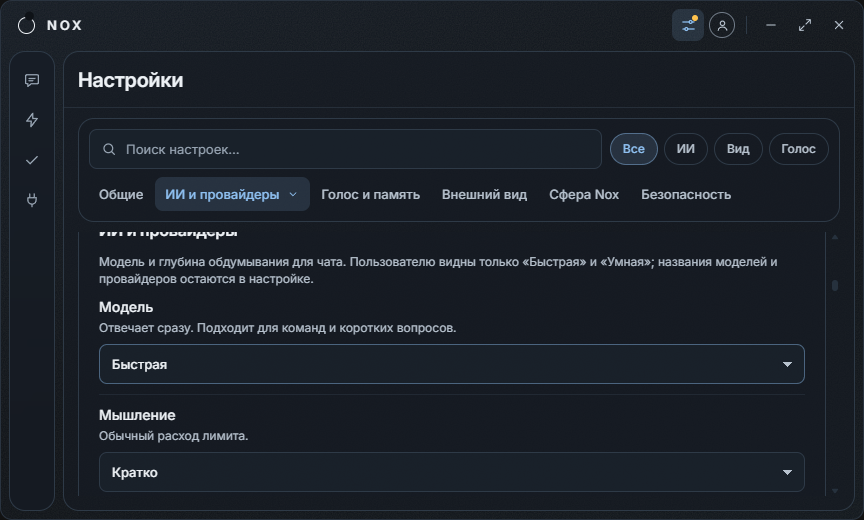 NOX
Настройки
Поиск настроек...
Все
ИИ
Вид
Голос
Общие
ИИ и провайдеры
Голос и память
Внешний вид
Сфера Nox
Безопасность
ИИ и провайдеры
Модель и глубина обдумывания для чата. Пользователю видны только «Быстрая» и «Умная»; названия моделей и
провайдеров остаются в настройке.
Модель
Отвечает сразу. Подходит для команд и коротких вопросов.
Быстрая
Мышление
Обычный расход лимита.
Кратко